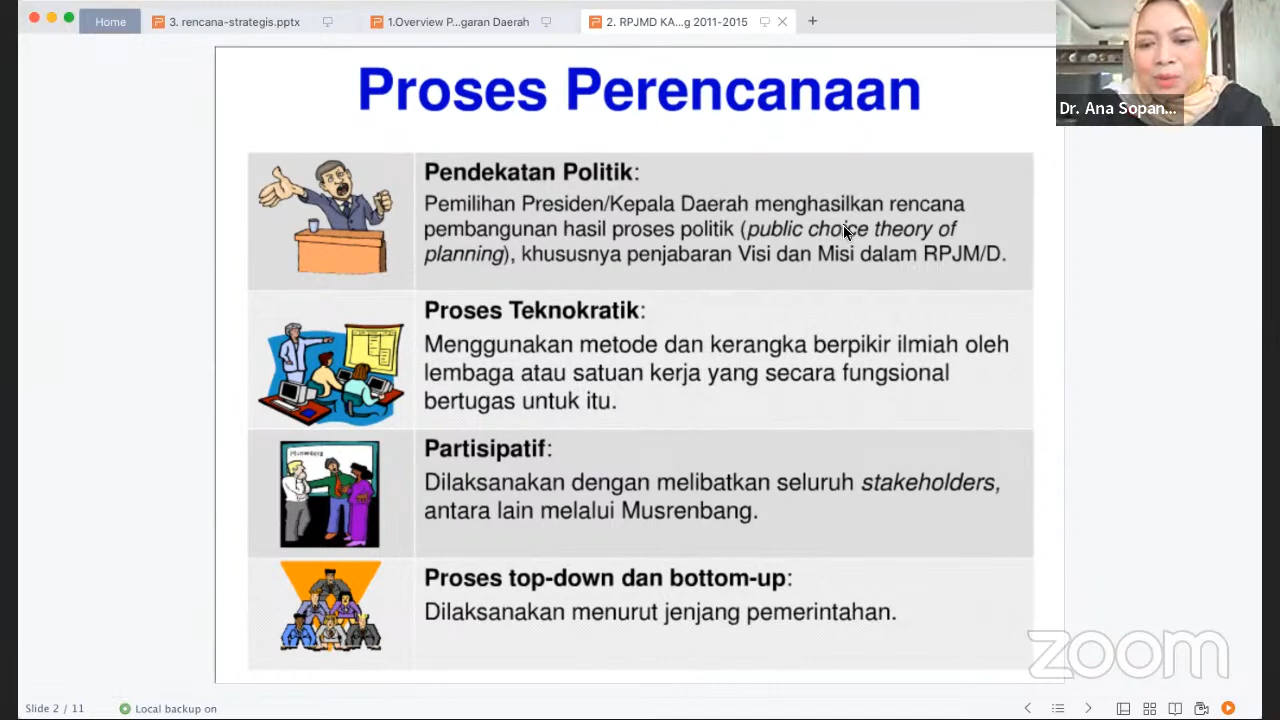 Home
3. rencana-strategis.pptx
1.Overview P...garan Daerah
2. RPJMD KA...g 2011-2015
Dr. Ana Sopan...
Proses Perencanaan
Pendekatan Politik:
Pemilihan Presiden/Kepala Daerah menghasilkan rencana
pembangunan hasil proses politik (public choice theory of
planning), khususnya penjabaran Visi dan Misi dalam RPJM/D.
Proses Teknokratik:
Menggunakan metode dan kerangka berpikir ilmiah oleh
lembaga atau satuan kerja yang secara fungsional
bertugas untuk itu.
Partisipatif:
Dilaksanakan dengan melibatkan seluruh stakeholders,
antara lain melalui Musrenbang.
Proses top-down dan bottom-up:
Dilaksanakan menurut jenjang pemerintahan.
zoom
Slide 2 / 11
Local backup on